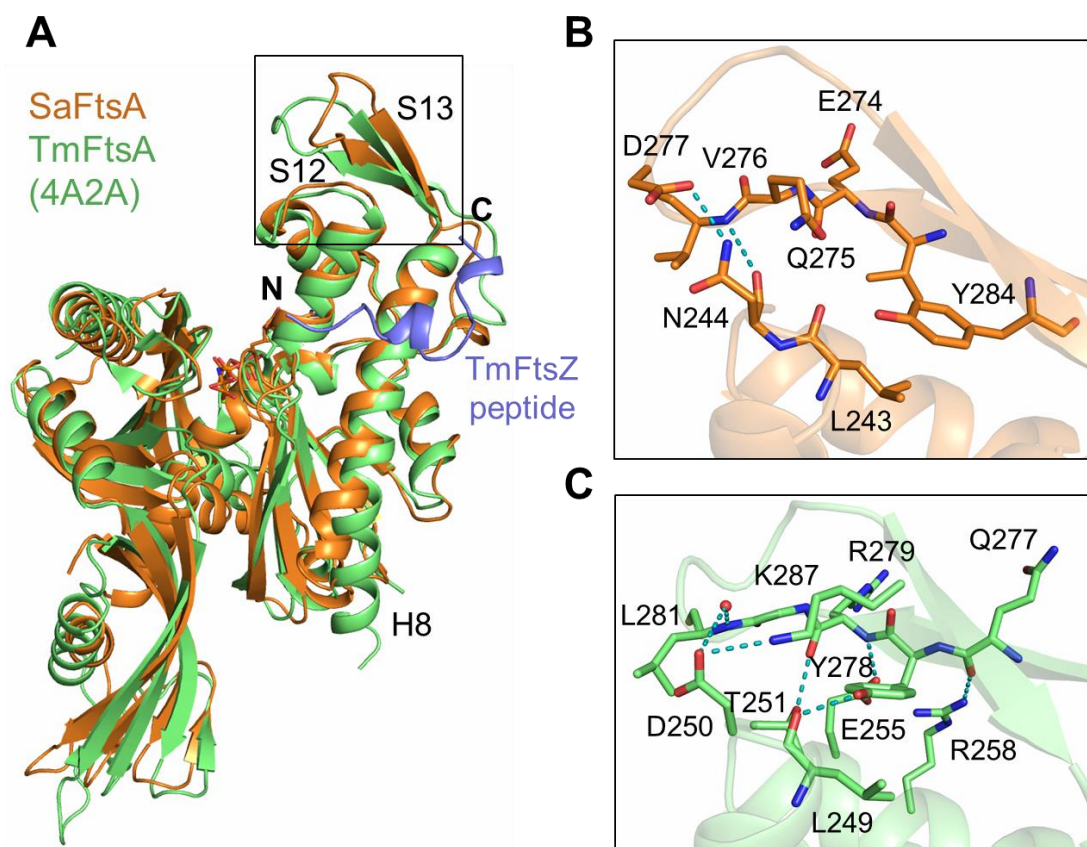 A
SaFtsA
TmFtsA
(4A2A)
S13
S12
C
N
TmFtsZ
peptide
H8
B
E274
D277
V276
Q275
Y284
N244
L243
C
Q277
R279
K287
L281
Y278
T251
D250
E255
R258
L249